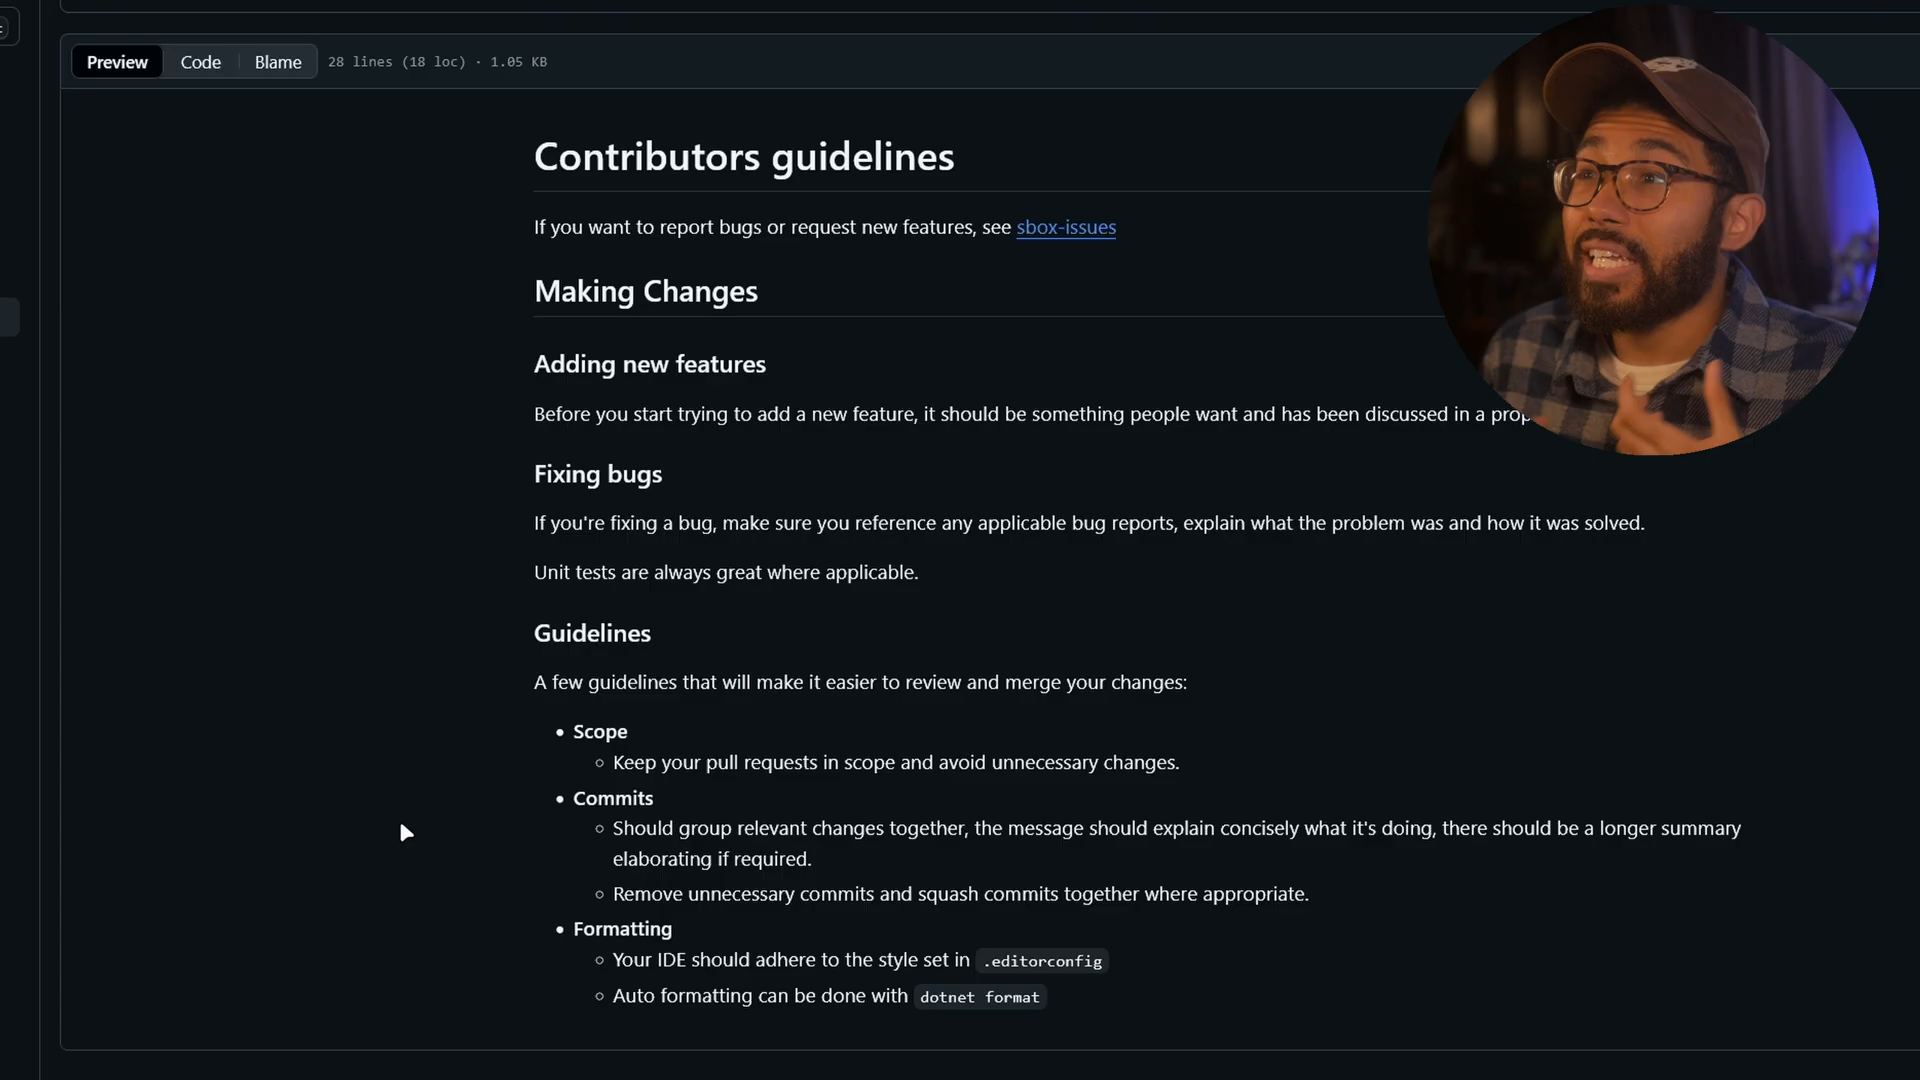 Preview Code Blame 28 lines (18 loc) · 1.05 KB
Contributors guidelines
If you want to report bugs or request new features, see sbox-issues
Making Changes
Adding new features
Before you start trying to add a new feature, it should be something people want and has been discussed in a
Fixing bugs
If you're fixing a bug, make sure you reference any applicable bug reports, explain what the problem was and how it was solved.
Unit tests are always great where applicable.
Guidelines
A few guidelines that will make it easier to review and merge your changes:
• Scope
◦ Keep your pull requests in scope and avoid unnecessary changes.
• Commits
◦ Should group relevant changes together, the message should explain concisely what it's doing, there should be a longer summary
elaborating if required.
◦ Remove unnecessary commits and squash commits together where appropriate.
• Formatting
◦ Your IDE should adhere to the style set in .editorconfig
◦ Auto formatting can be done with dotnet format